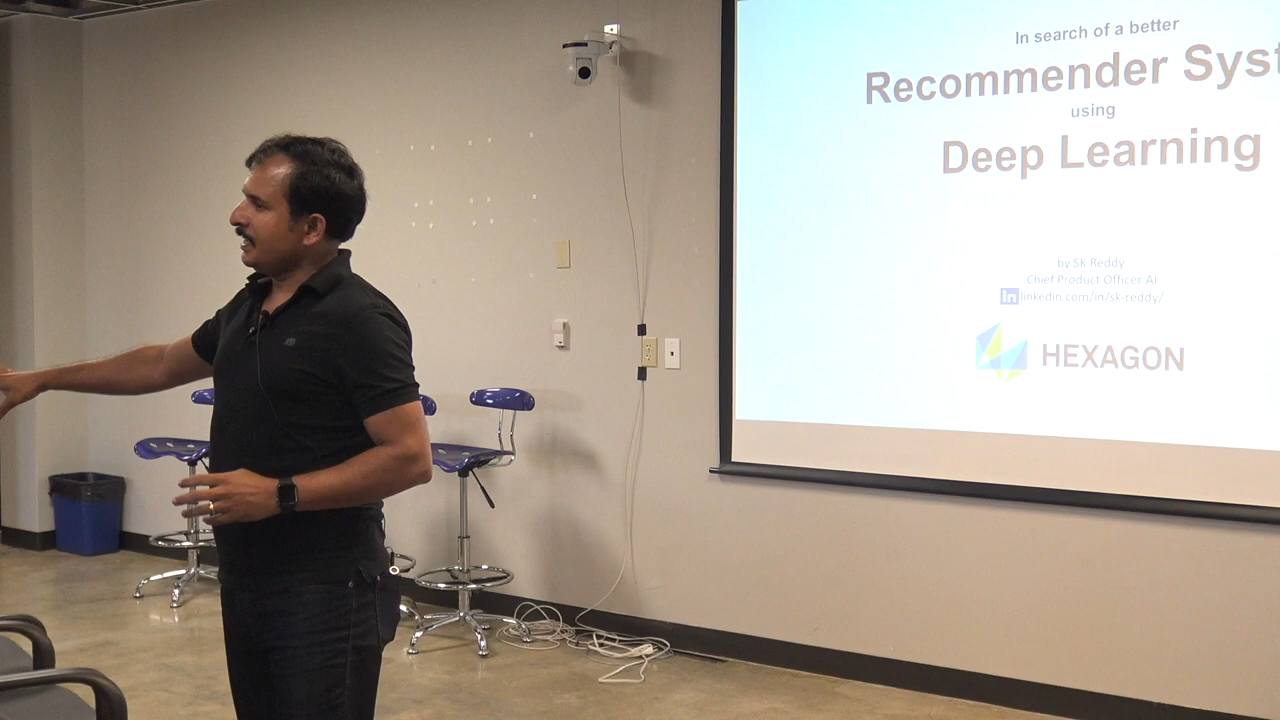 In search of a better
Recommender Syst
using
Deep Learning
by SK Reddy
Chief Product Officer AI
in linkedin.com/in/sk-reddy/
HEXAGON